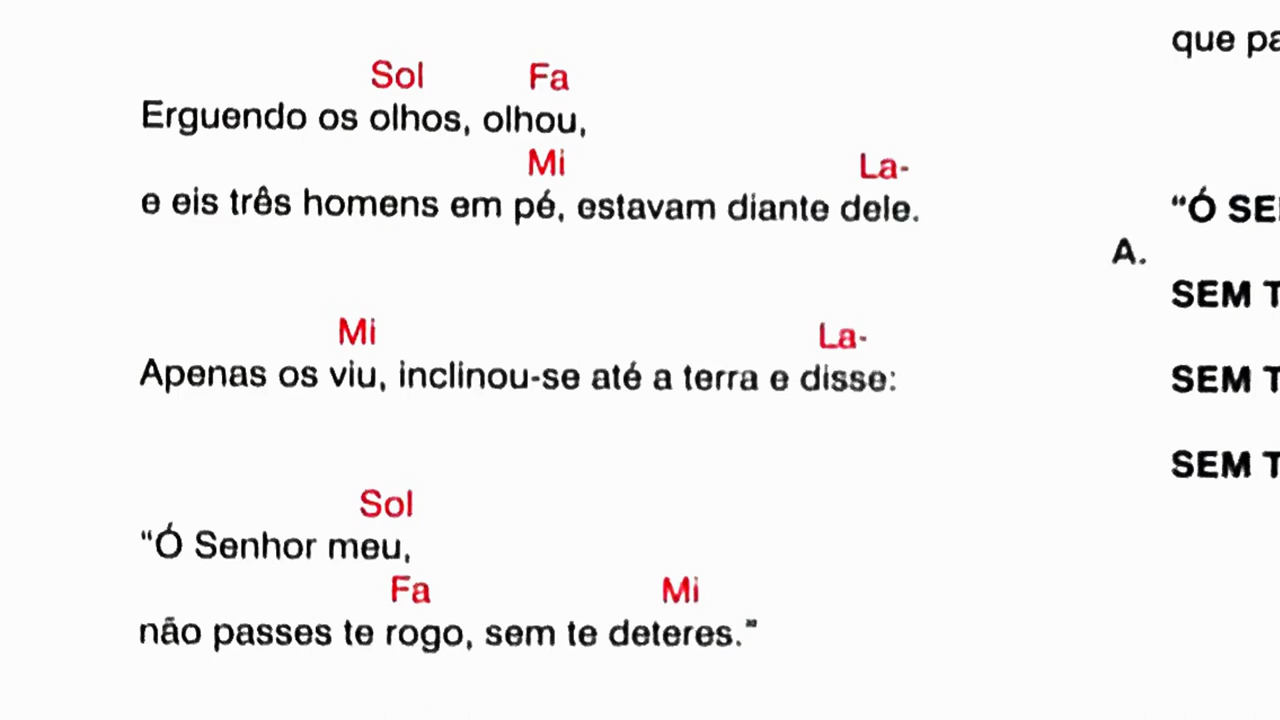 Sol Fa
Erguendo os olhos, olhou,
Mi La-
e eis três homens em pé, estavam diante dele.
Mi La-
Apenas os viu, inclinou-se até a terra e disse:
Sol
“Ó Senhor meu,
Fa Mi
não passes te rogo, sem te deteres.”
que
“Ó
A.
SEM
SEM
SEM